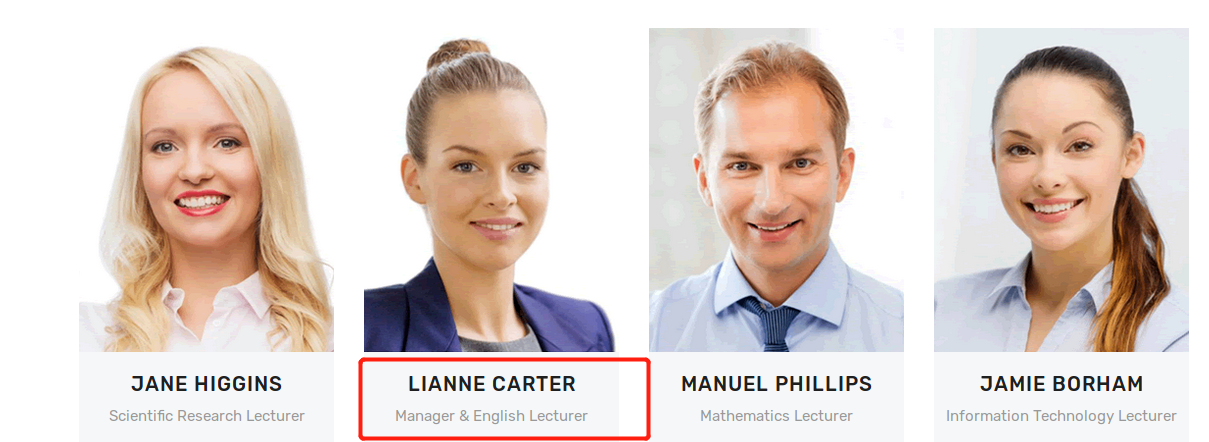 JANE HIGGINS
Scientific Research Lecturer
LIANNE CARTER
Manager & English Lecturer
MANUEL PHILLIPS
Mathematics Lecturer
JAMIE BORHAM
Information Technology Lecturer